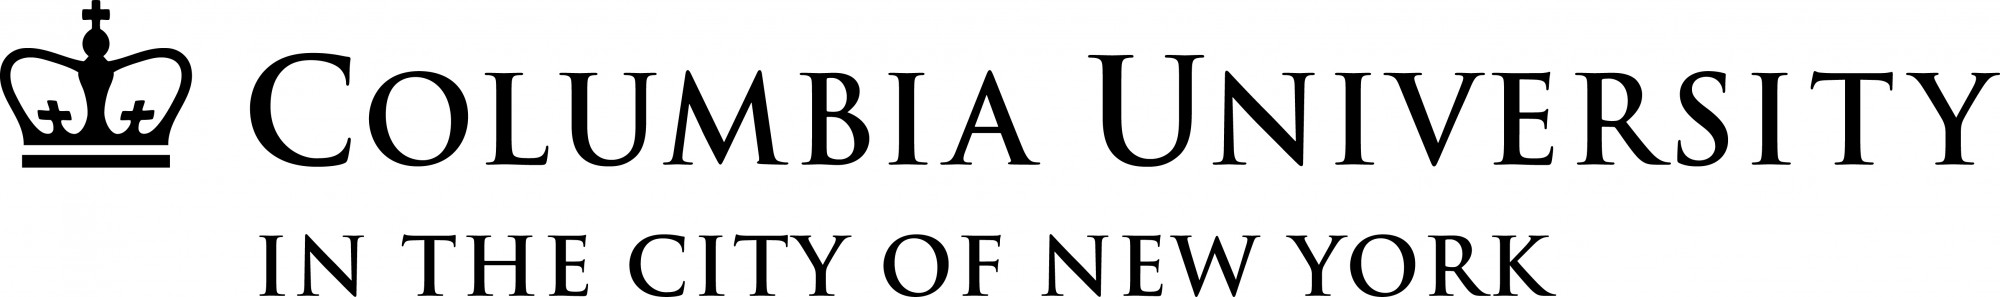 COLUMBIA UNIVERSITY
IN THE CITY OF NEW YORK